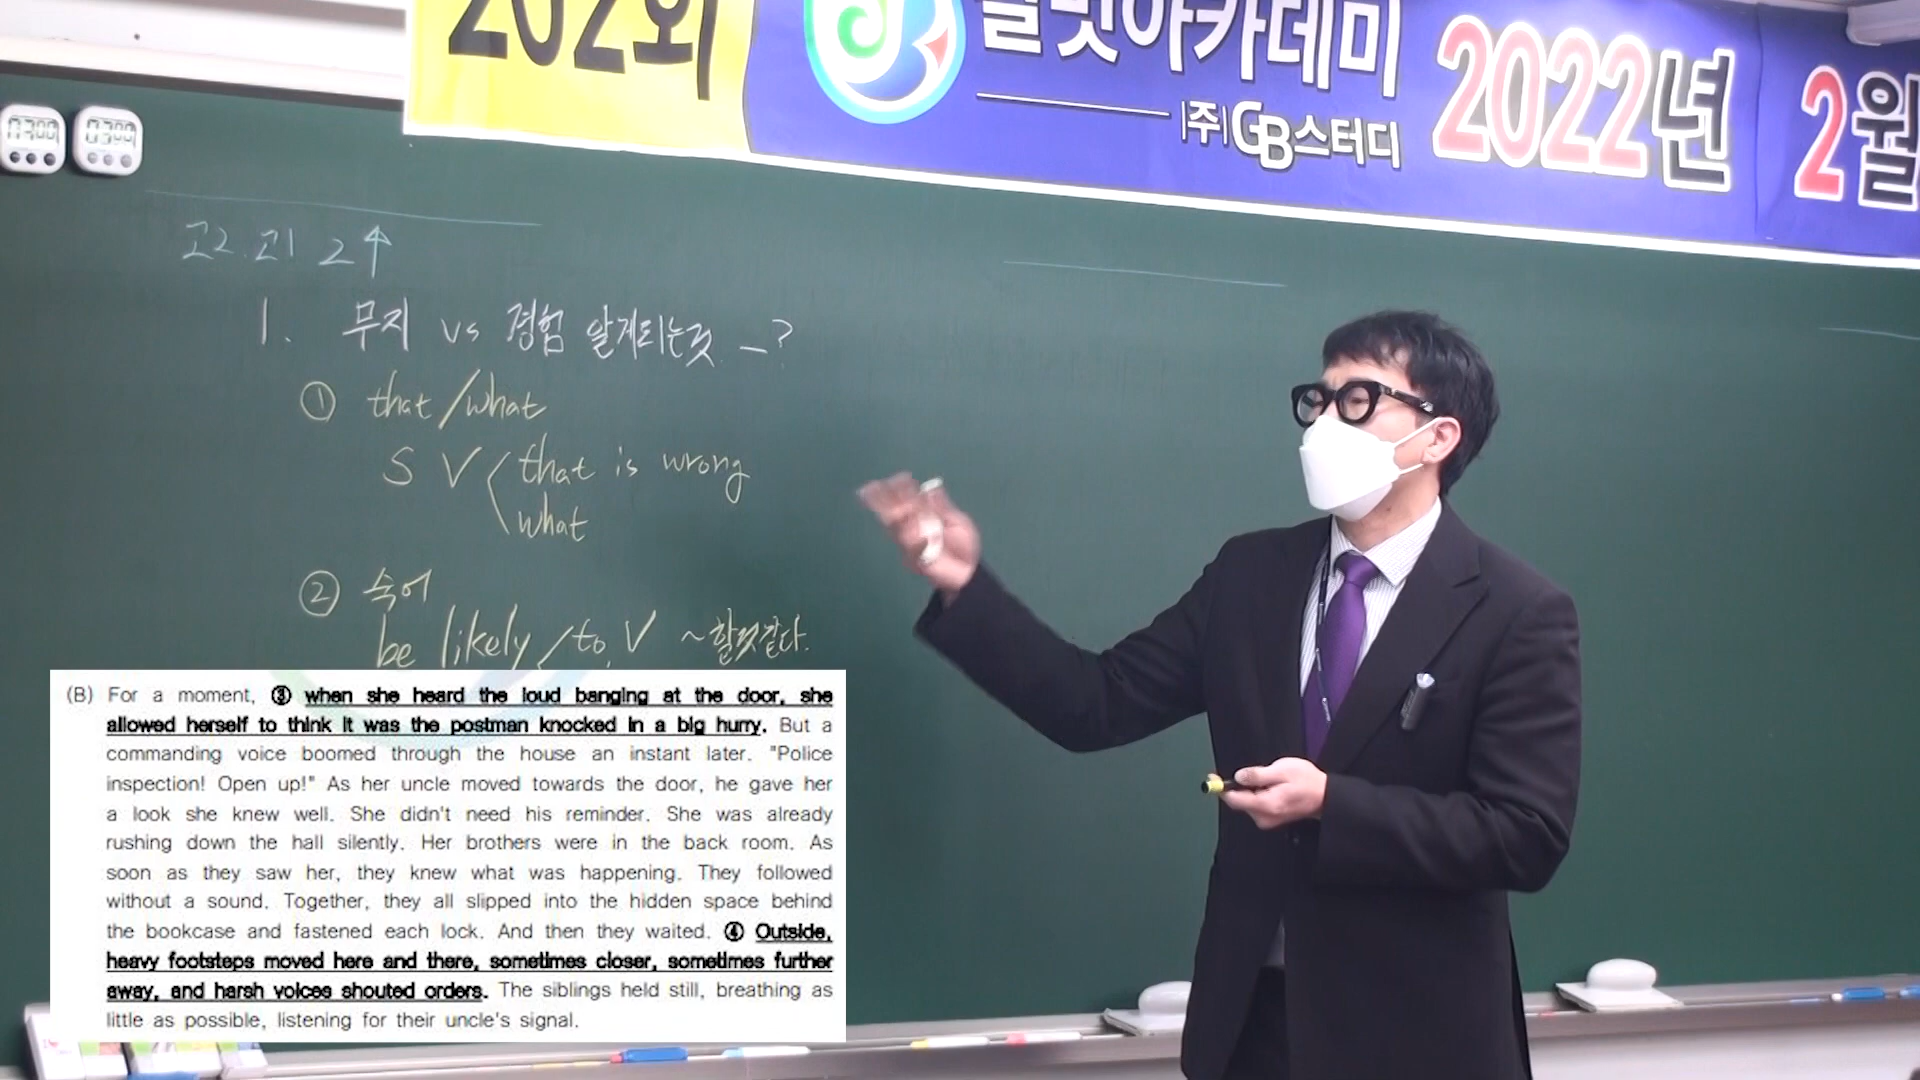 202회
아카데미
(주)GB스터디
2022년
2월
03:00
고2. 고1 2↑
1. 무지 vs 경험 알게되는것 _?
① that/what
S V < that is wrong
what
② 숙어
be likely/to V ~할것같다.
(B) For a moment, ③ when she heard the loud banging at the door, she
allowed herself to think it was the postman knocked in a big hurry. But a
commanding voice boomed through the house an instant later. "Police
inspection! Open up!" As her uncle moved towards the door, he gave her
a look she knew well. She didn't need his reminder. She was already
rushing down the hall silently. Her brothers were in the back room. As
soon as they saw her, they knew what was happening. They followed
without a sound. Together, they all slipped into the hidden space behind
the bookcase and fastened each lock. And then they waited. ④ Outside,
heavy footsteps moved here and there, sometimes closer, sometimes further
away, and harsh voices shouted orders. The siblings held still, breathing as
little as possible, listening for their uncle's signal.